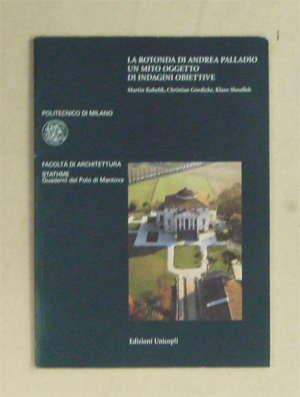 LA ROTONDA DI ANDREA PALLADIO
UN MITO OGGETTO
DI INDAGINI OBIETTIVE
Martin Kubelik, Christian Goedicke, Klaus Slusallek
POLITECNICO DI MILANO
FACOLTÀ DI ARCHITETTURA
STATHME
Quaderni del Polo di Mantova
Edizioni Unicopli